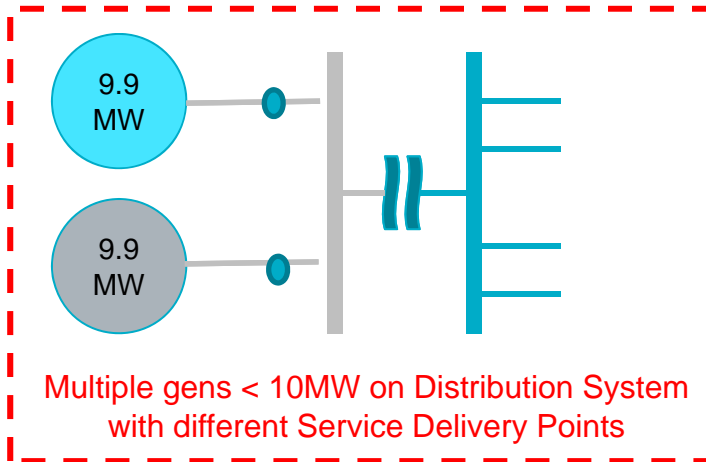 9.9
MW
9.9
MW
Multiple gens < 10MW on Distribution System
with different Service Delivery Points